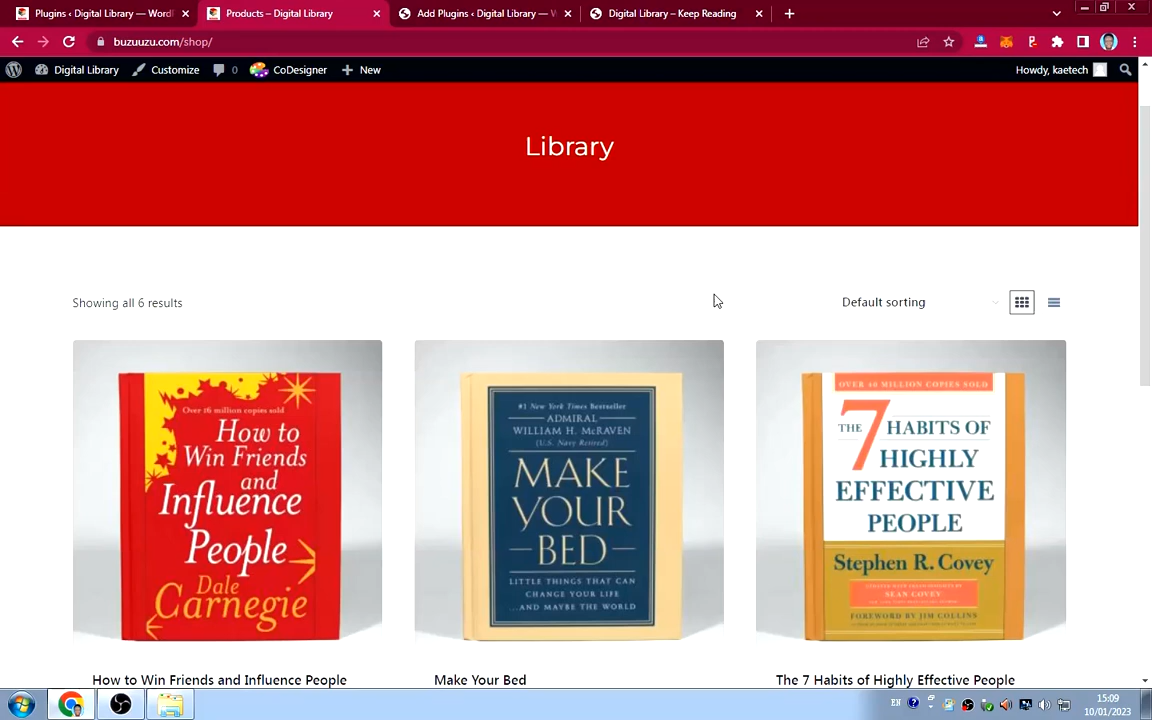 Plugins ‹ Digital Library — Word
Products – Digital Library
Add Plugins ‹ Digital Library — W
Digital Library – Keep Reading
buzuuzu.com/shop/
Digital Library
Customize
0
CoDesigner
New
Howdy, kaetech
Library
Showing all 6 results
Default sorting
Over 16 million copies sold
How to
Win Friends
and
Influence
People
Dale
Carnegie
#1 New York Times Bestseller
ADMIRAL
WILLIAM H. McRAVEN
(U.S. Navy Retired)
MAKE
YOUR
BED
LITTLE THINGS THAT CAN
CHANGE YOUR LIFE
...AND MAYBE THE WORLD
OVER 40 MILLION COPIES SOLD
THE 7 HABITS OF
HIGHLY
EFFECTIVE
PEOPLE
Stephen R. Covey
SEAN COVEY
FOREWORD BY JIM COLLINS
How to Win Friends and Influence People
Make Your Bed
The 7 Habits of Highly Effective People
EN
15:09
10/01/2023